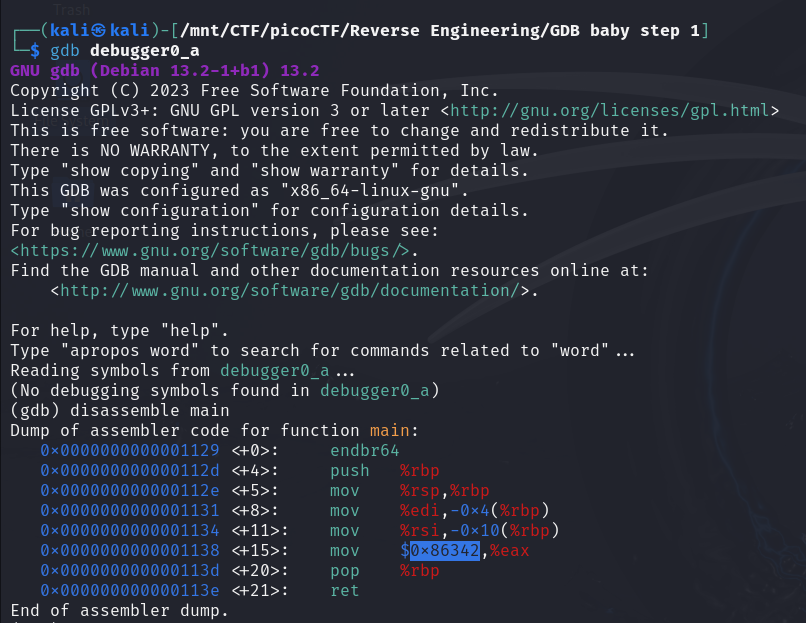 Trash
┌──(kali㉿kali)-[/mnt/CTF/picoCTF/Reverse Engineering/GDB baby step 1]
└─$ gdb debugger0_a
GNU gdb (Debian 13.2-1+b1) 13.2
Copyright (C) 2023 Free Software Foundation, Inc.
License GPLv3+: GNU GPL version 3 or later <http://gnu.org/licenses/gpl.html>
This is free software: you are free to change and redistribute it.
There is NO WARRANTY, to the extent permitted by law.
Type "show copying" and "show warranty" for details.
This GDB was configured as "x86_64-linux-gnu".
Type "show configuration" for configuration details.
For bug reporting instructions, please see:
<https://www.gnu.org/software/gdb/bugs/>.
Find the GDB manual and other documentation resources online at:
    <http://www.gnu.org/software/gdb/documentation/>.
For help, type "help".
Type "apropos word" to search for commands related to "word"...
Reading symbols from debugger0_a...
(No debugging symbols found in debugger0_a)
(gdb) disassemble main
Dump of assembler code for function main:
   0x0000000000001129 <+0>:     endbr64
   0x000000000000112d <+4>:     push   %rbp
   0x000000000000112e <+5>:     mov    %rsp,%rbp
   0x0000000000001131 <+8>:     mov    %edi,-0x4(%rbp)
   0x0000000000001134 <+11>:    mov    %rsi,-0x10(%rbp)
   0x0000000000001138 <+15>:    mov    $0x86342,%eax
   0x000000000000113d <+20>:    pop    %rbp
   0x000000000000113e <+21>:    ret
End of assembler dump.